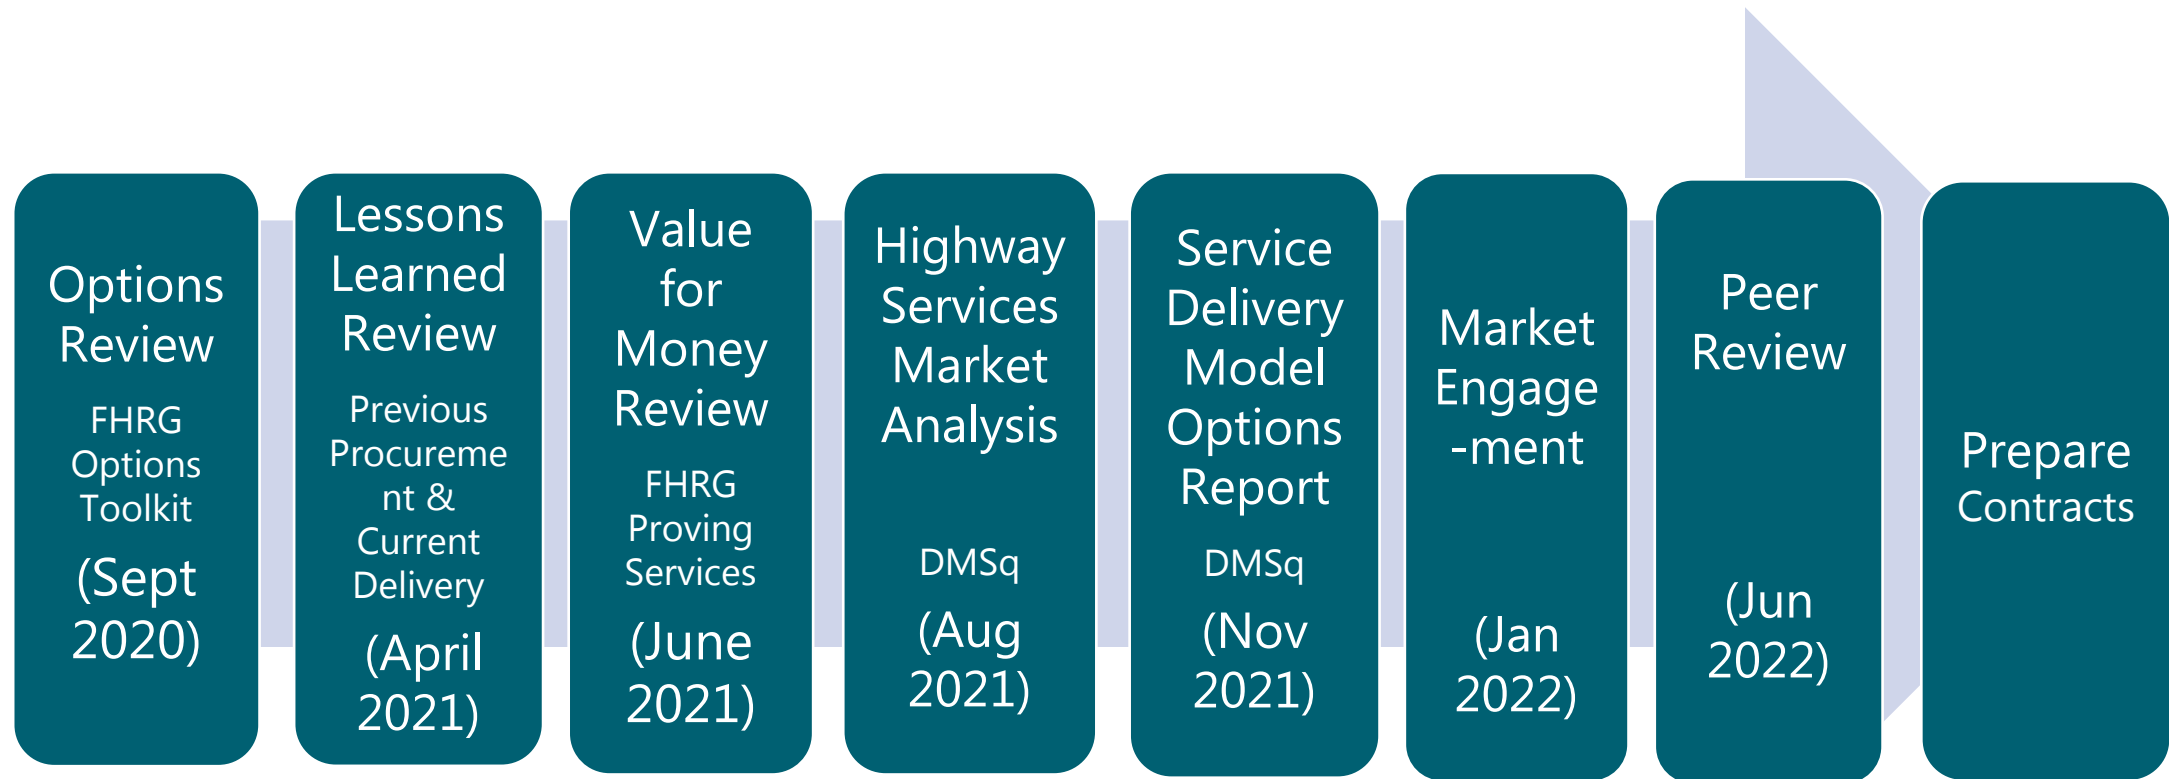 Options
Review
FHRG
Options
Toolkit
(Sept
2020)
Lessons
Learned
Review
Previous
Procureme
nt &
Current
Delivery
(April
2021)
Value
for
Money
Review
FHRG
Proving
Services
(June
2021)
Highway
Services
Market
Analysis
DMSq
(Aug
2021)
Service
Delivery
Model
Options
Report
DMSq
(Nov
2021)
Market
Engage
-ment
(Jan
2022)
Peer
Review
(Jun
2022)
Prepare
Contracts